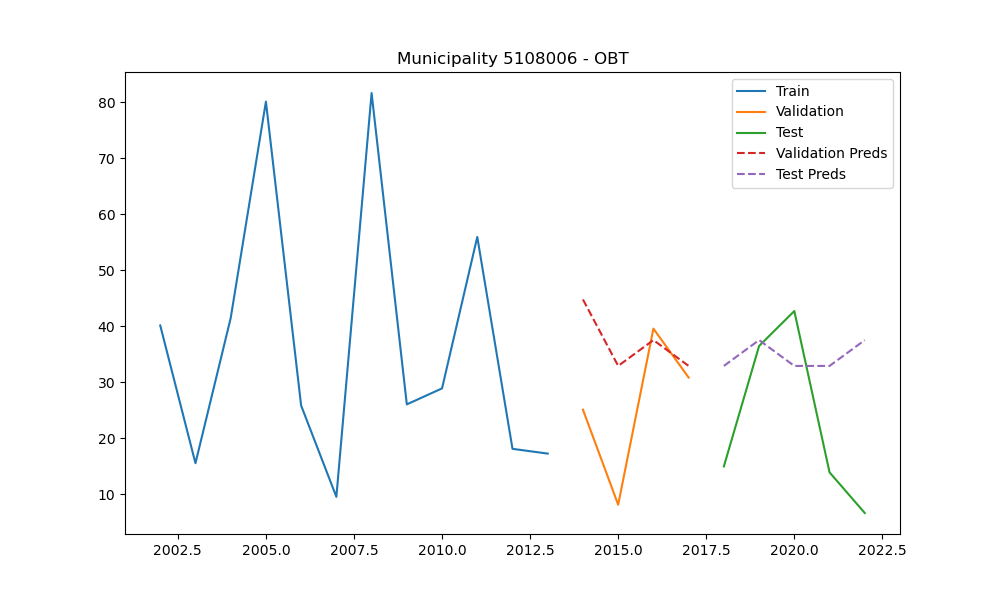 Municipality 5108006 - OBT
Train
Validation
Test
Validation Preds
Test Preds
80
70
60
50
40
30
20
10
2002.5 2005.0 2007.5 2010.0 2012.5 2015.0 2017.5 2020.0 2022.5